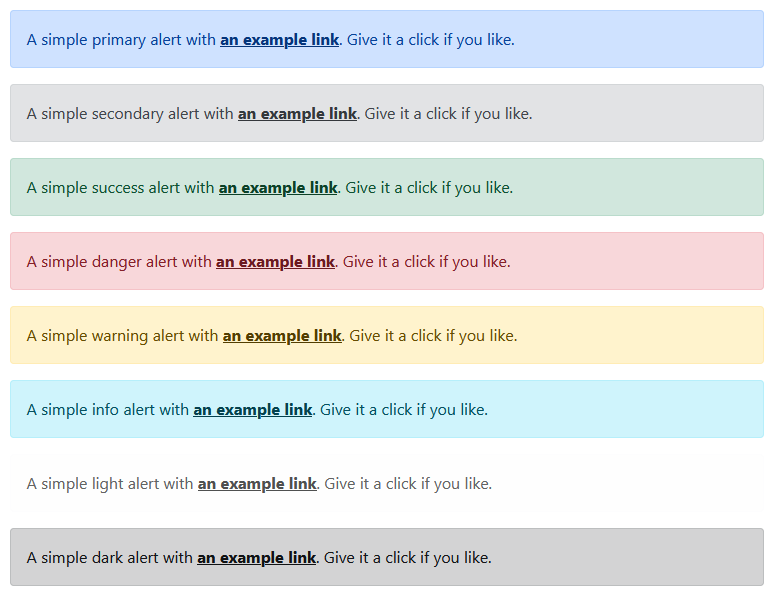 A simple primary alert with an example link. Give it a click if you like.
A simple secondary alert with an example link. Give it a click if you like.
A simple success alert with an example link. Give it a click if you like.
A simple danger alert with an example link. Give it a click if you like.
A simple warning alert with an example link. Give it a click if you like.
A simple info alert with an example link. Give it a click if you like.
A simple light alert with an example link. Give it a click if you like.
A simple dark alert with an example link. Give it a click if you like.